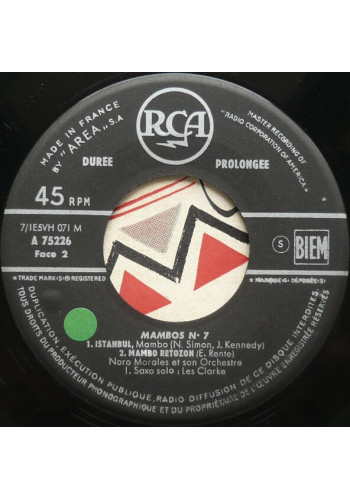 RCA
MADE IN FRANCE
BY "AREA" S.A
MASTER RECORDING OF
"RADIO CORPORATION OF AMERICA"
DURÉE PROLONGÉE
45 RPM
7/1E5VH 071 M
A 75226
Face 2
S
BIEM
TRADE MARK(S) REGISTERED
MARQUE(S) DÉPOSÉE(S)
MAMBOS N° 7
1. ISTANBUL, Mambo (N. Simon, J. Kennedy)
2. MAMBO RETOZON (E. Rente)
Noro Morales et son Orchestre
1. Saxo solo : Les Clarke
DUPLICATION, EXÉCUTION PUBLIQUE, RADIO DIFFUSION DE CE DISQUE INTERDITES.
TOUS DROITS DU PRODUCTEUR PHONOGRAPHIQUE ET DU PROPRIÉTAIRE DE L'ŒUVRE ENREGISTRÉE RÉSERVÉS